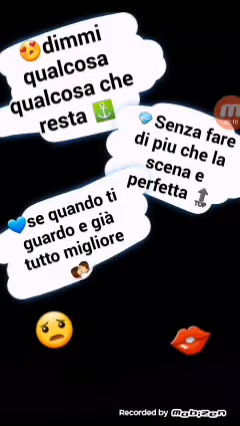 😍dimmi
qualcosa
qualcosa che
resta ⚓
💎Senza fare
di piu che la
scena e
perfetta 🔝
TOP
💙se quando ti
guardo e già
tutto migliore
Recorded by Mobizen